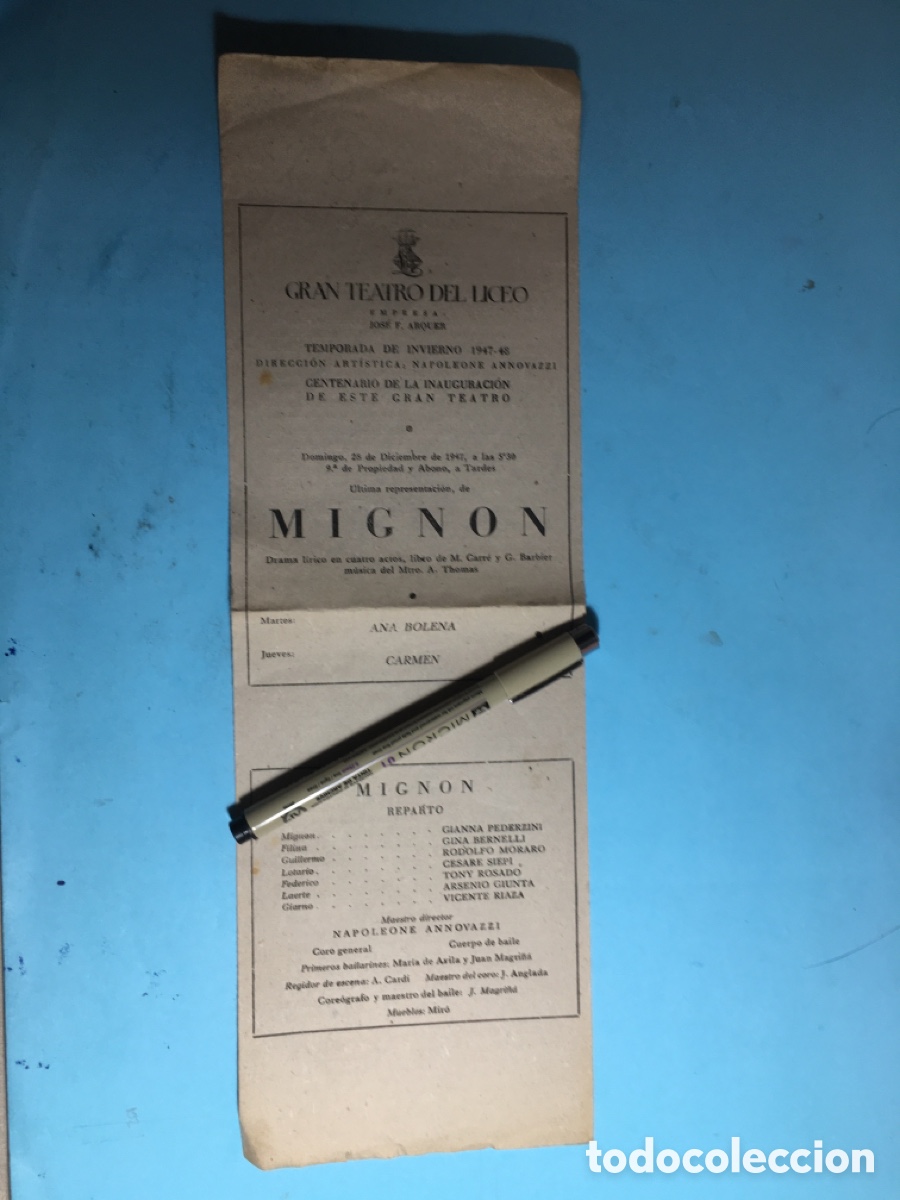 GRAN TEATRO DEL LICEO
EMPRESA
JOSÉ F. ARQUER
TEMPORADA DE INVIERNO 1947-48
DIRECCIÓN ARTÍSTICA: NAPOLEONE ANNOVAZZI
CENTENARIO DE LA INAUGURACIÓN
DE ESTE GRAN TEATRO
Domingo, 28 de Diciembre de 1947, a las 5'30
9.ª de Propiedad y Abono, a Tardes
Ultima representación, de
MIGNON
Drama lírico en cuatro actos, libro de M. Carré y G. Barbier
música del Mtro. A. Thomas
Martes: ANA BOLENA
Jueves: CARMEN
MICRON 01
MIGNON
REPARTO
Mignon . . . . . . . GIANNA PEDERZINI
Filina . . . . . . . GINA BERNELLI
Guillermo . . . . . . . RODOLFO MORARO
Lotario . . . . . . . CESARE SIEPI
Federico . . . . . . . TONY ROSADO
Laerte . . . . . . . ARSENIO GIUNTA
Giarno . . . . . . . VICENTE RIAZA
Maestro director
NAPOLEONE ANNOVAZZI
Coro general Cuerpo de baile
Primeros bailarines: María de Avila y Juan Magriñá
Regidor de escena: A. Cardi Maestro del coro: J. Anglada
Coreógrafo y maestro del baile: J. Magriñá
Muebles: Miró
todocoleccion